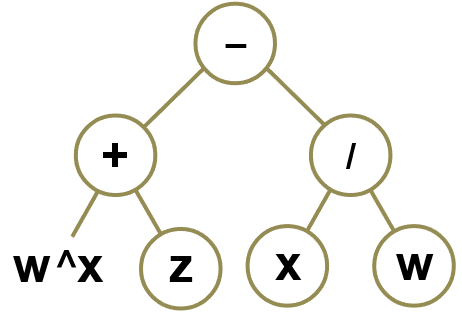 –
+ /
w^x z x w